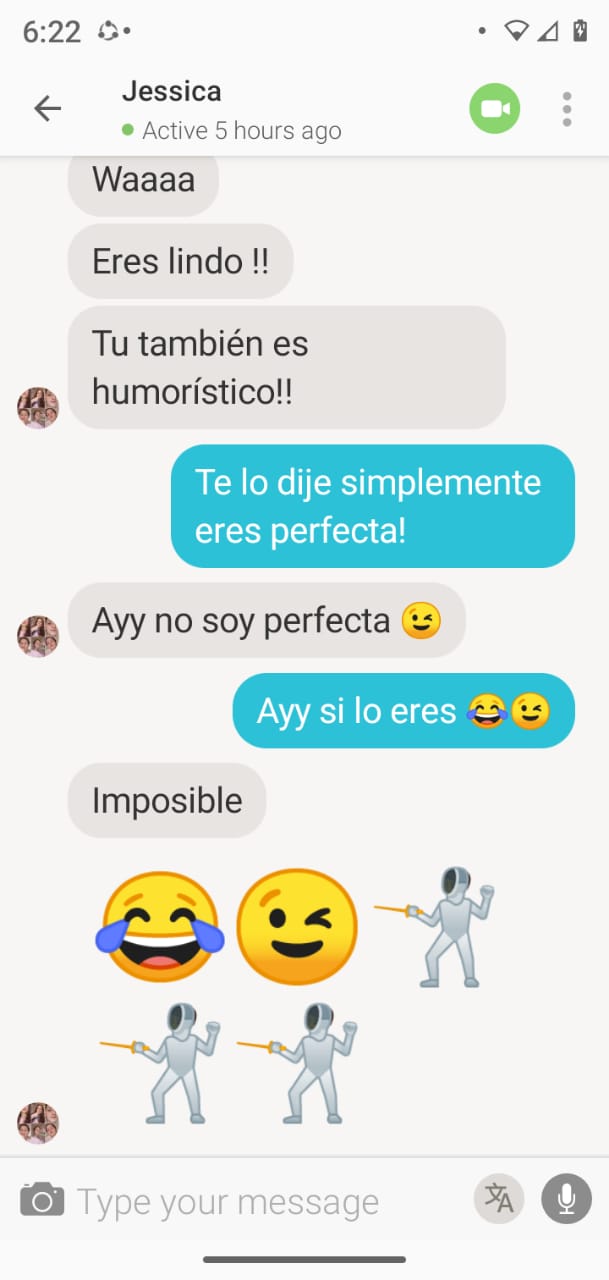 6:22
Jessica
Active 5 hours ago
Waaaa
Eres lindo !!
Tu también es
humorístico!!
Te lo dije simplemente
eres perfecta!
Ayy no soy perfecta 😉
Ayy si lo eres 😂😉
Imposible
😂😉🤺
🤺🤺
Type your message